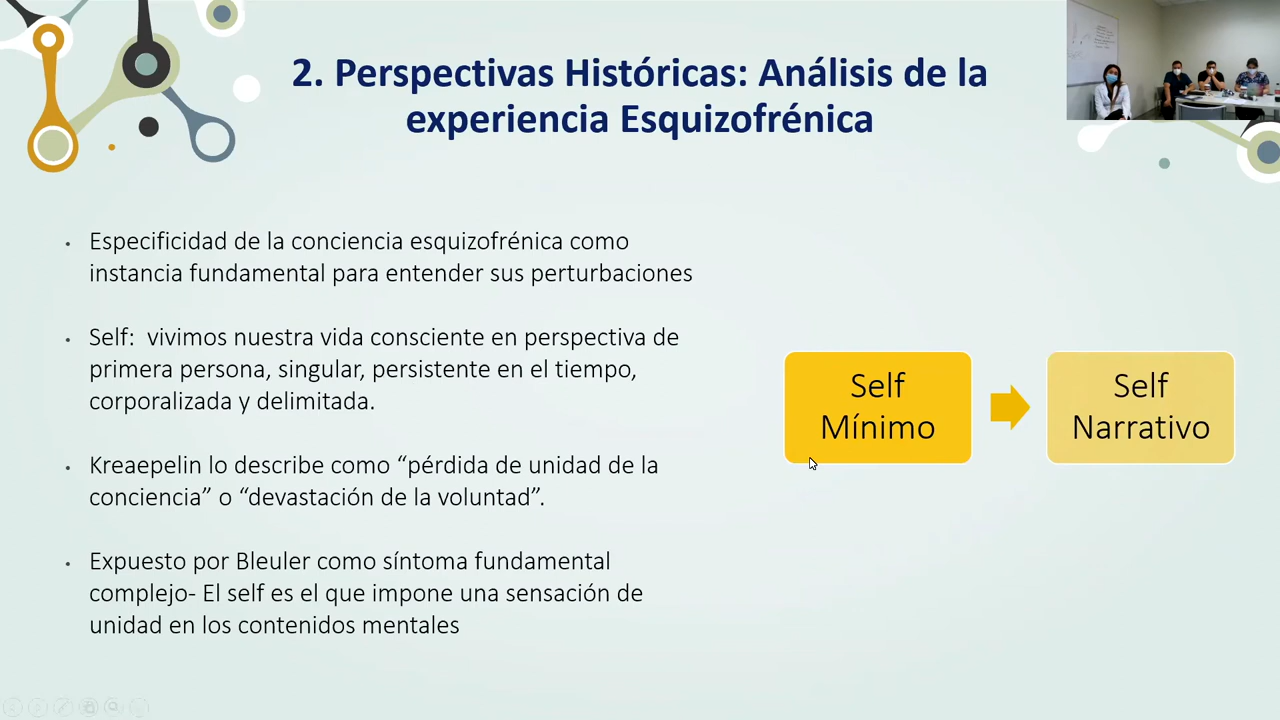 2. Perspectivas Históricas: Análisis de la
experiencia Esquizofrénica
Especificidad de la conciencia esquizofrénica como
instancia fundamental para entender sus perturbaciones
Self:  vivimos nuestra vida consciente en perspectiva de
primera persona, singular, persistente en el tiempo,
corporalizada y delimitada.
Kreaepelin lo describe como “pérdida de unidad de la
conciencia” o “devastación de la voluntad”.
Expuesto por Bleuler como síntoma fundamental
complejo- El self es el que impone una sensación de
unidad en los contenidos mentales
Self
Mínimo
Self
Narrativo